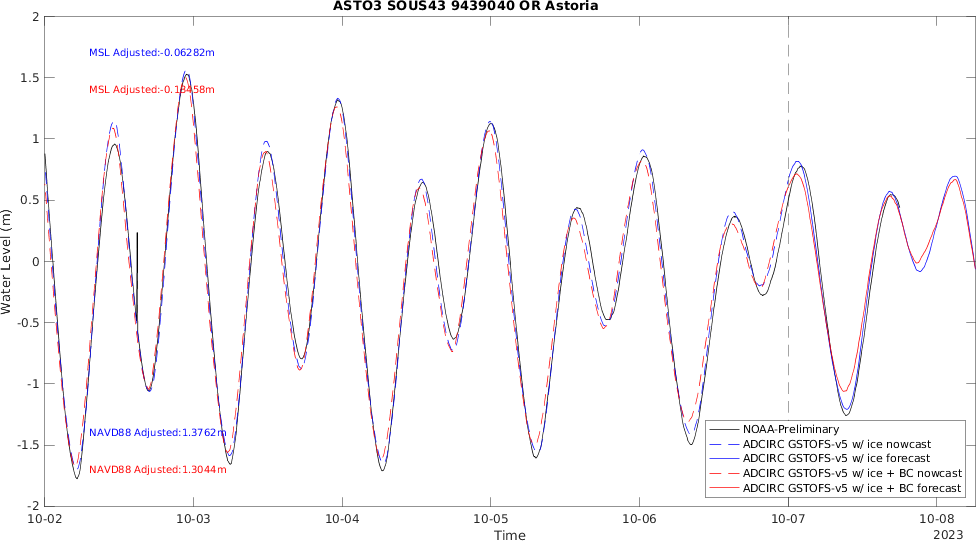 ASTO3 SOUS43 9439040 OR Astoria
2
MSL Adjusted:-0.06282m
1.5
MSL Adjusted:-0.13458m
1
0.5
0
-0.5
-1
-1.5
-2
Water Level (m)
NAVD88 Adjusted:1.3762m
NAVD88 Adjusted:1.3044m
NOAA-Preliminary
ADCIRC GSTOFS-v5 w/ ice nowcast
ADCIRC GSTOFS-v5 w/ ice forecast
ADCIRC GSTOFS-v5 w/ ice + BC nowcast
ADCIRC GSTOFS-v5 w/ ice + BC forecast
10-02 10-03 10-04 10-05 10-06 10-07 10-08
Time
2023